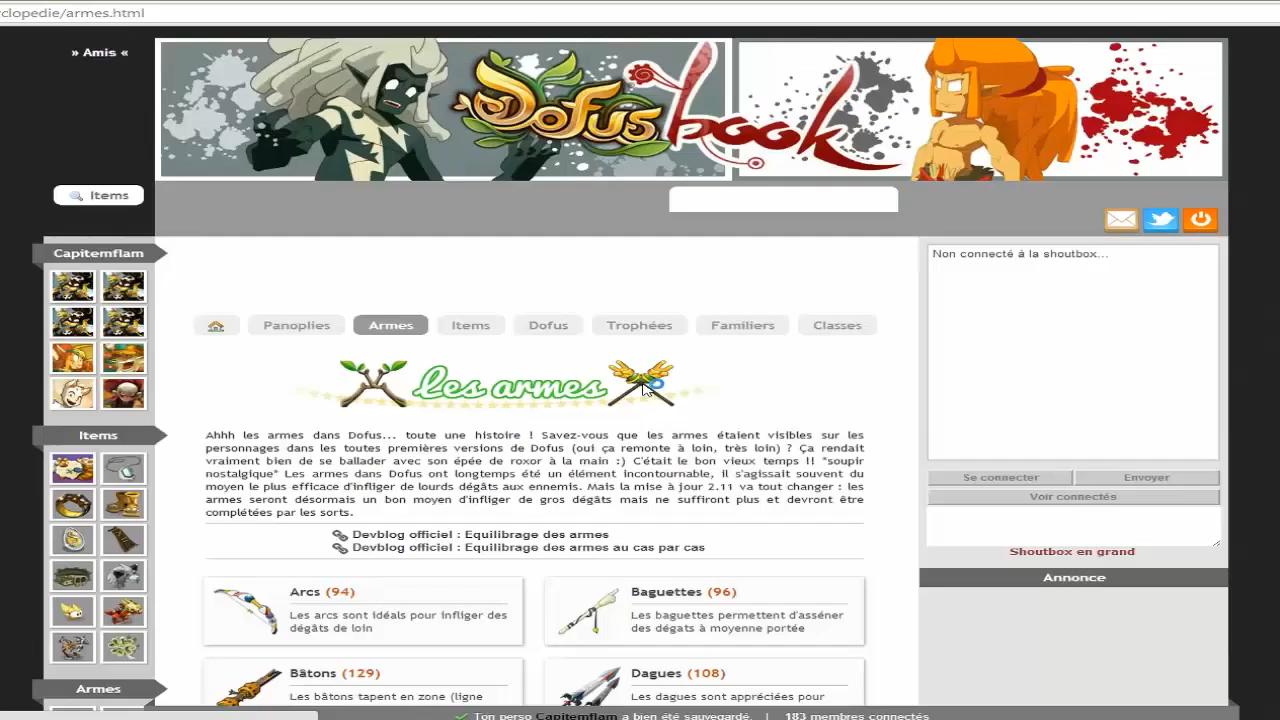 clopedie/armes.html
» Amis «
Dofus book
Items
Capitemflam
Non connecté à la shoutbox...
Panoplies Armes Items Dofus Trophées Familiers Classes
Les armes
Ahhh les armes dans Dofus... toute une histoire ! Savez-vous que les armes étaient visibles sur les
personnages dans les toutes premières versions de Dofus (oui ça remonte à loin, très loin) ? Ça rendait
vraiment bien de se ballader avec son épée de roxor à la main :) C'était le bon vieux temps !! *soupir
nostalgique* Les armes dans Dofus ont longtemps été un élément incontournable, il s'agissait souvent du
moyen le plus efficace d'infliger de lourds dégâts aux ennemis. Mais la mise à jour 2.11 va tout changer : les
armes seront désormais un bon moyen d'infliger de gros dégâts mais ne suffiront plus et devront être
complétées par les sorts.
Devblog officiel : Equilibrage des armes
Devblog officiel : Equilibrage des armes au cas par cas
Items
Se connecter Envoyer
Voir connectés
Shoutbox en grand
Annonce
Arcs (94)
Les arcs sont idéals pour infliger des
dégâts de loin
Baguettes (96)
Les baguettes permettent d'asséner
des dégats à moyenne portée
Bâtons (129)
Les bâtons tapent en zone (ligne
Dagues (108)
Les dagues sont appréciées pour
Armes
Ton perso Capitemflam a bien été sauvegardé. | 183 membres connectés